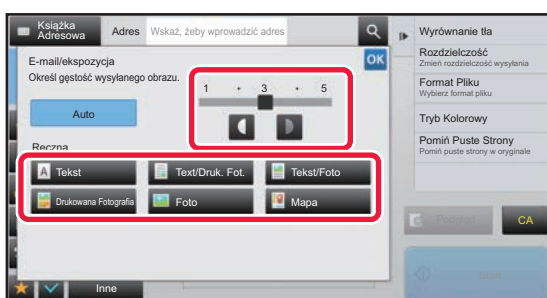 Książka Adresowa
Adres
Wskaż, żeby wprowadzić adres
E-mail/ekspozycja
OK
Określ gęstość wysyłanego obrazu.
1 • 3 • 5
Auto
Ręczna
Tekst
Text/Druk. Fot.
Tekst/Foto
Drukowana Fotografia
Foto
Mapa
Inne
Wyrównanie tła
Rozdzielczość
Zmień rozdzielczość wysyłania
Format Pliku
Wybierz format pliku
Tryb Kolorowy
Pomiń Puste Strony
Pomiń puste strony w oryginale
CA
Start